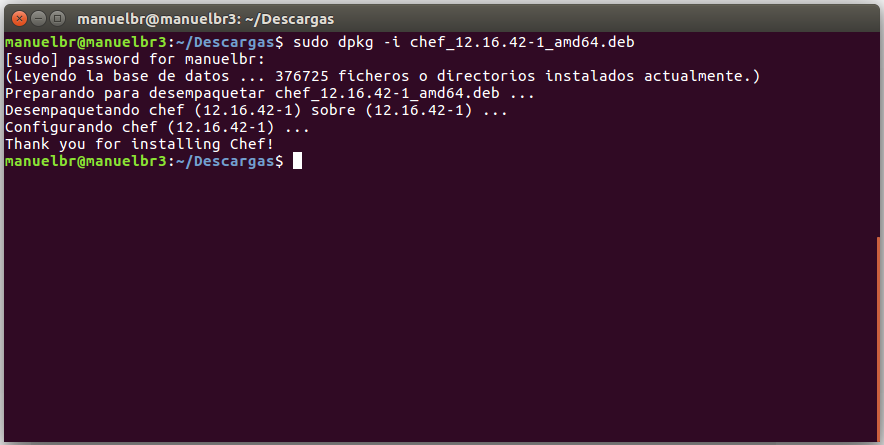 manuelbr@manuelbr3: ~/Descargas
manuelbr@manuelbr3:~/Descargas$ sudo dpkg -i chef_12.16.42-1_amd64.deb
[sudo] password for manuelbr:
(Leyendo la base de datos ... 376725 ficheros o directorios instalados actualmente.)
Preparando para desempaquetar chef_12.16.42-1_amd64.deb ...
Desempaquetando chef (12.16.42-1) sobre (12.16.42-1) ...
Configurando chef (12.16.42-1) ...
Thank you for installing Chef!
manuelbr@manuelbr3:~/Descargas$